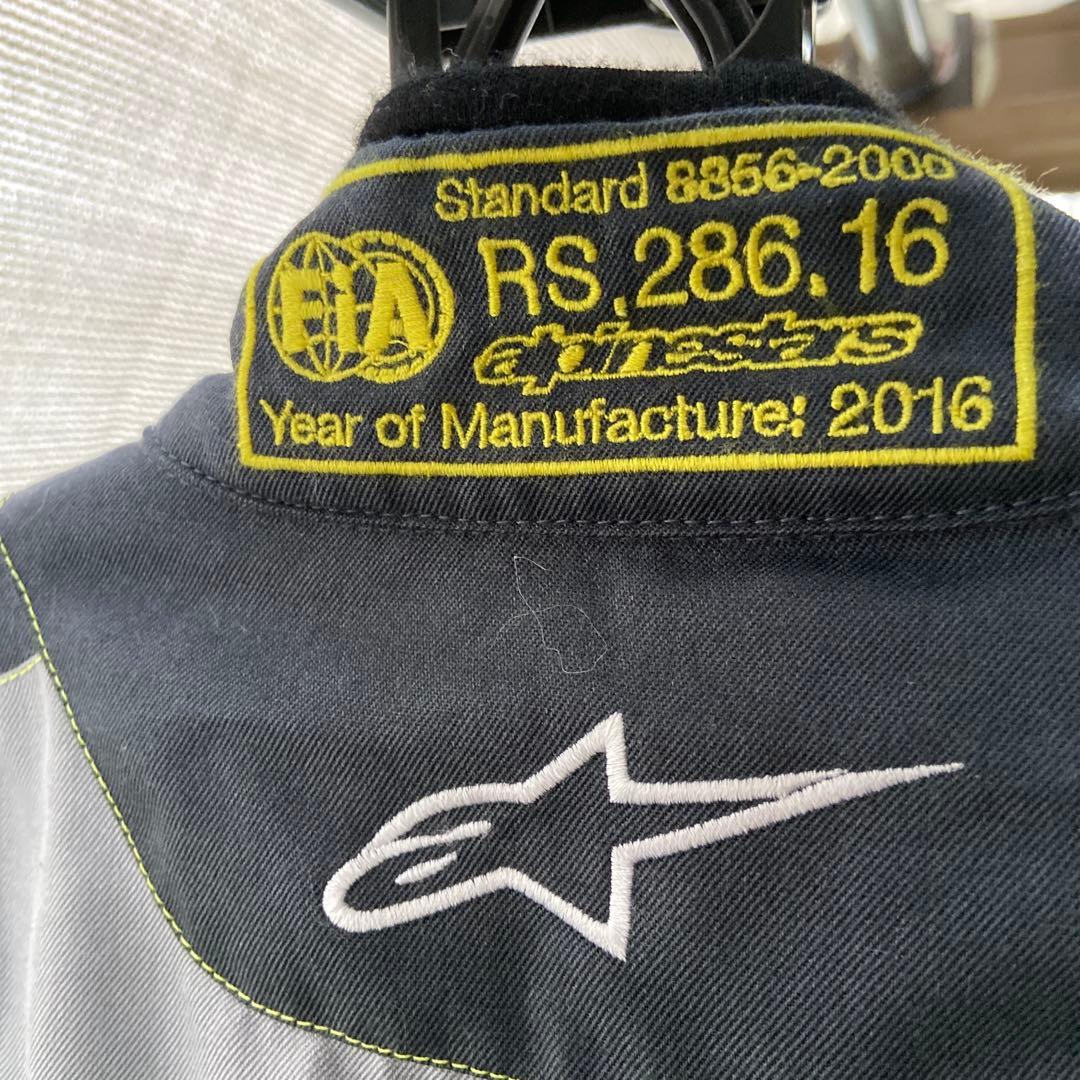 Standard 8856-2000
FIA
RS.286.16
alpinestars
Year of Manufacture: 2016